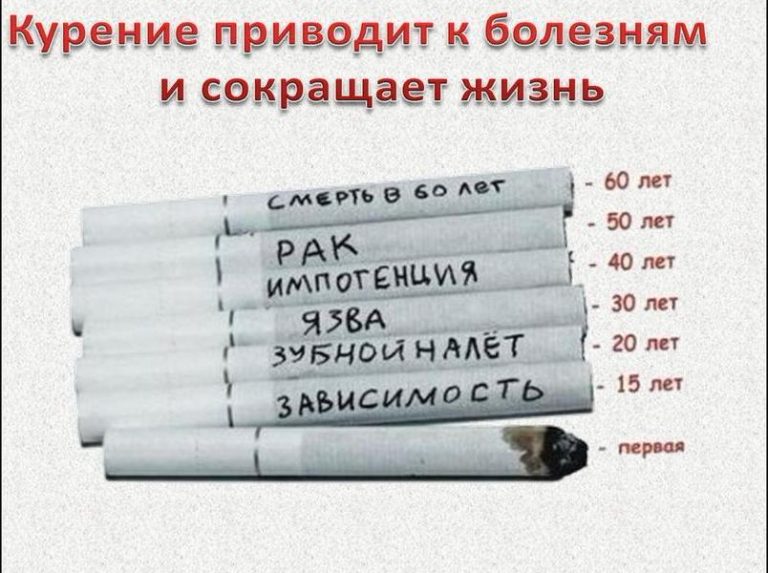 Курение приводит к болезням
и сокращает жизнь
СМЕРТЬ В 60 ЛЕТ - 60 лет
РАК - 50 лет
ИМПОТЕНЦИЯ - 40 лет
ЯЗВА - 30 лет
ЗУБНОЙ НАЛЁТ - 20 лет
ЗАВИСИМОСТЬ - 15 лет
- первая